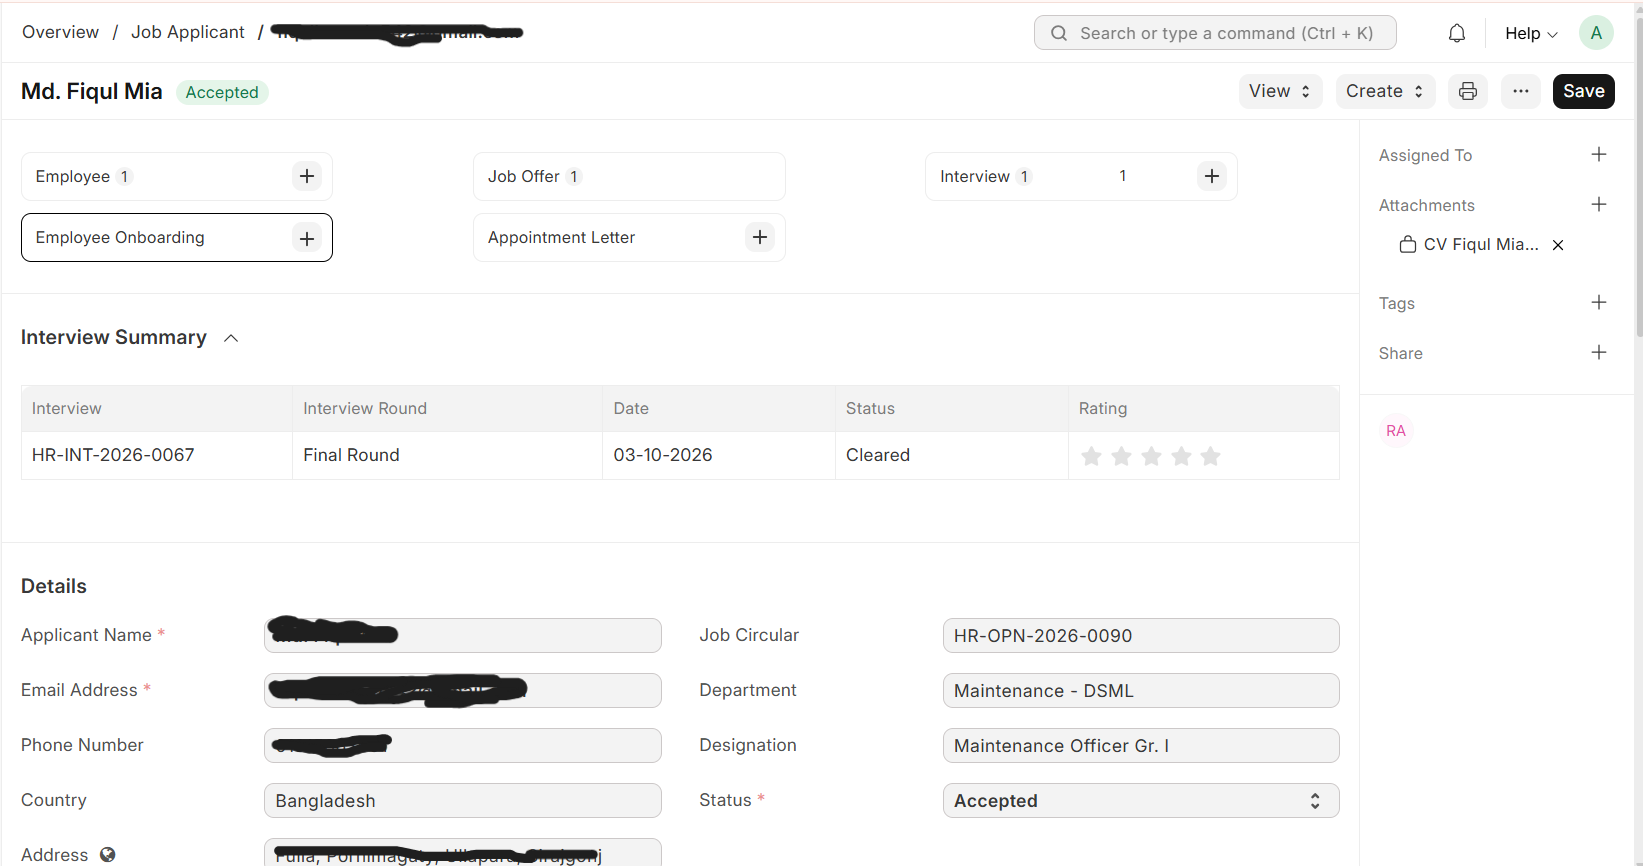 Overview / Job Applicant /
Search or type a command (Ctrl + K)
Help
A
Md. Fiqul Mia Accepted
View
Create
Save
Employee 1
Job Offer 1
Interview 1 1
Employee Onboarding
Appointment Letter
Assigned To
Attachments
CV Fiqul Mia...
Tags
Share
RA
Interview Summary
Interview Interview Round Date Status Rating
HR-INT-2026-0067 Final Round 03-10-2026 Cleared
Details
Applicant Name *
Job Circular HR-OPN-2026-0090
Email Address *
Department Maintenance - DSML
Phone Number
Designation Maintenance Officer Gr. I
Country Bangladesh
Status * Accepted
Address